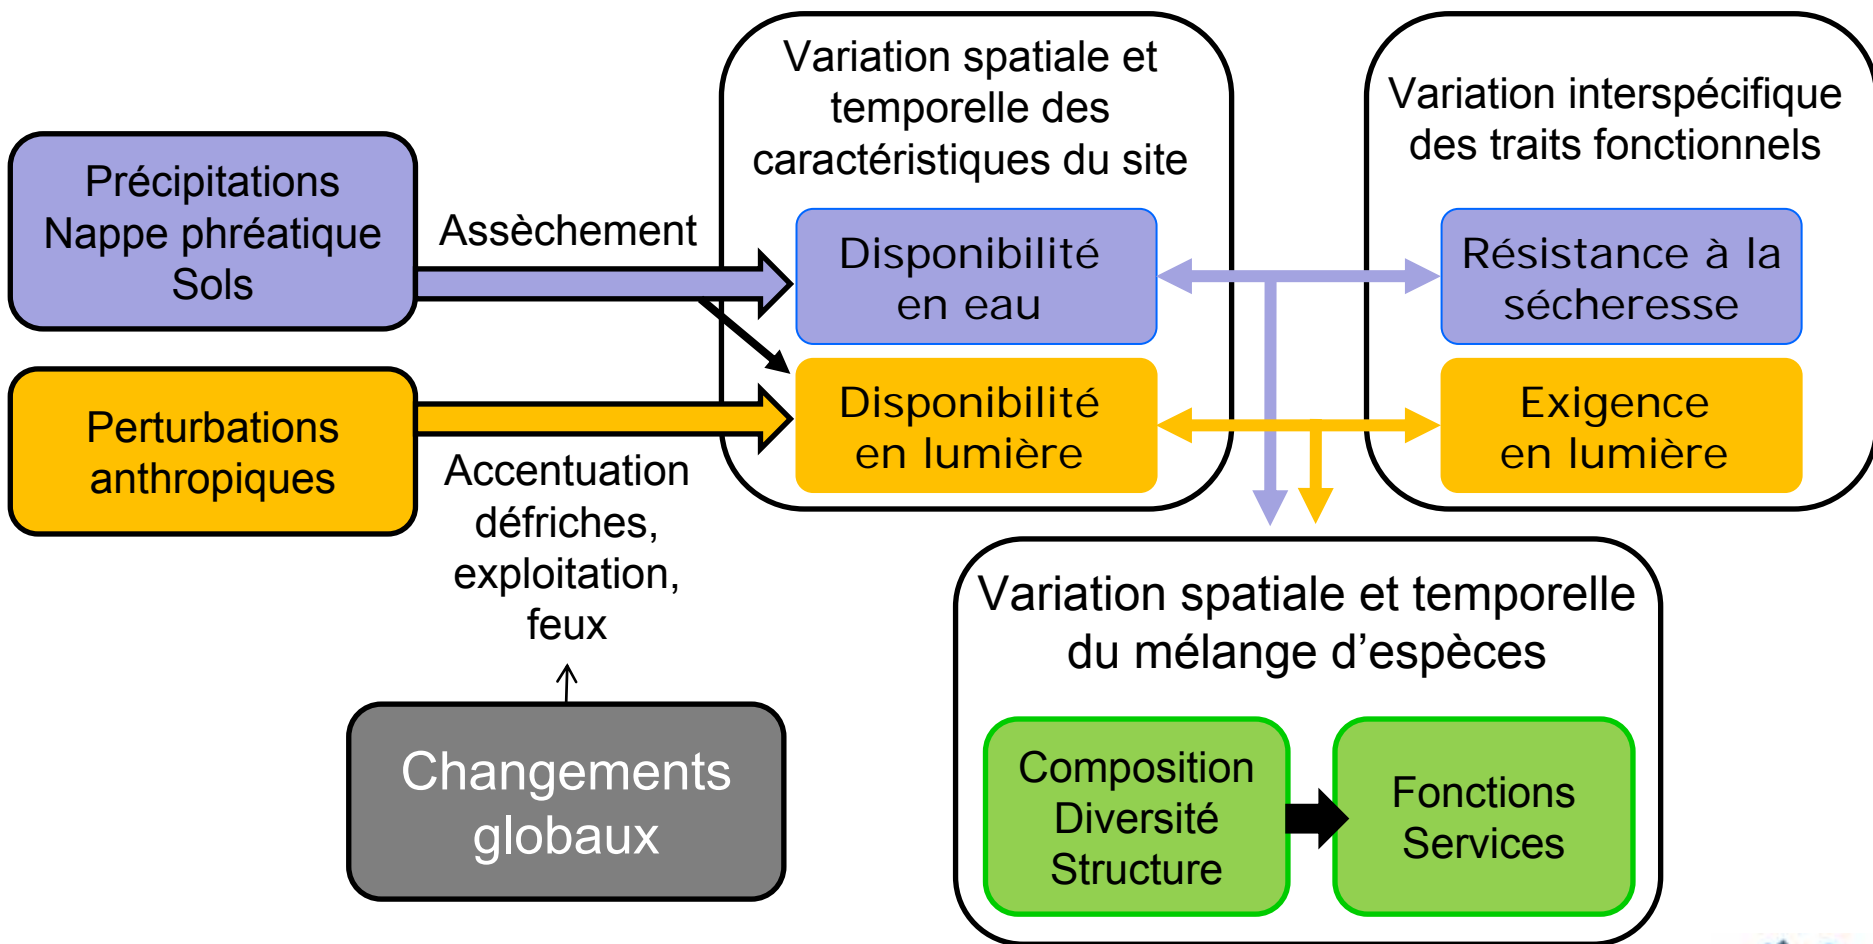 Précipitations
Nappe phréatique
Sols
Assèchement
Perturbations
anthropiques
Accentuation
défriches,
exploitation,
feux
Changements
globaux
Variation spatiale et
temporelle des
caractéristiques du site
Disponibilité
en eau
Disponibilité
en lumière
Variation interspécifique
des traits fonctionnels
Résistance à la
sécheresse
Exigence
en lumière
Variation spatiale et temporelle
du mélange d’espèces
Composition
Diversité
Structure
Fonctions
Services